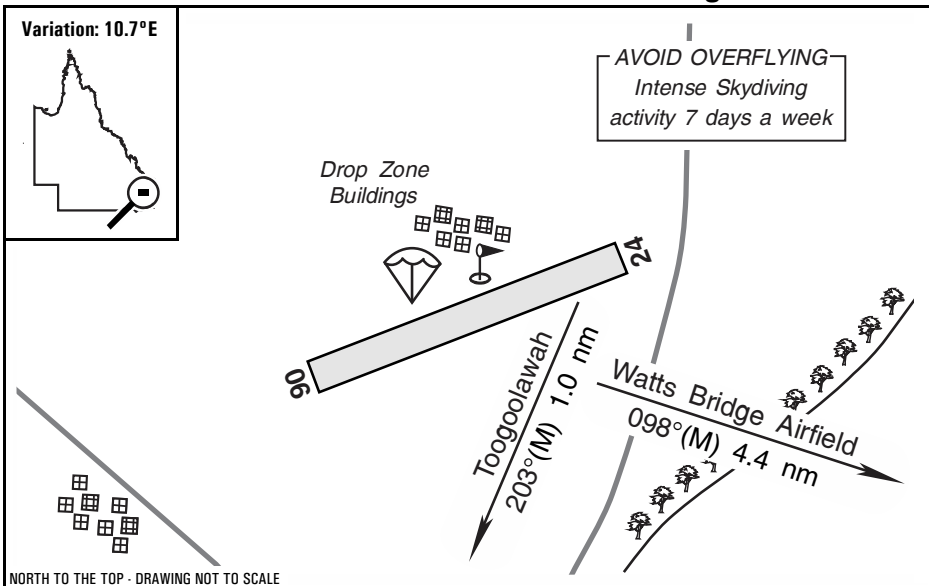 Variation: 10.7°E
AVOID OVERFLYING
Intense Skydiving
activity 7 days a week
Drop Zone
Buildings
24
06
Toogoolawah
203°(M) 1.0 nm
Watts Bridge Airfield
098°(M) 4.4 nm
NORTH TO THE TOP - DRAWING NOT TO SCALE